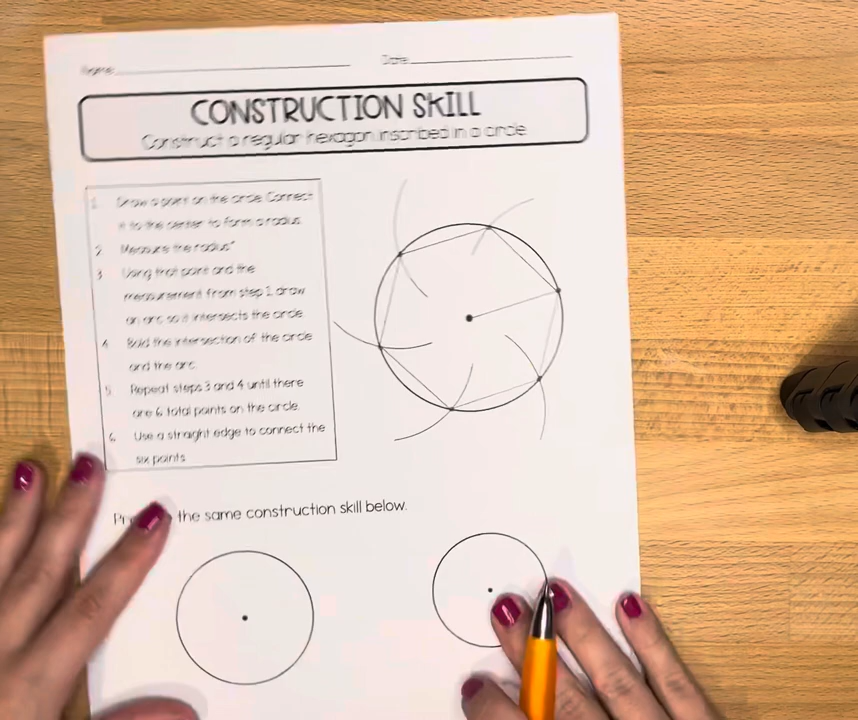 Name:
Date:
CONSTRUCTION SKILL
Construct a regular hexagon inscribed in a circle
1. Draw a point on the circle. Connect
it to the center to form a radius.
2. Measure the radius*
3. Using that point and the
measurement from step 2, draw
an arc so it intersects the circle.
4. Bold the intersection of the circle
and the arc.
5. Repeat steps 3 and 4 until there
are 6 total points on the circle.
6. Use a straight edge to connect the
six points
the same construction skill below.